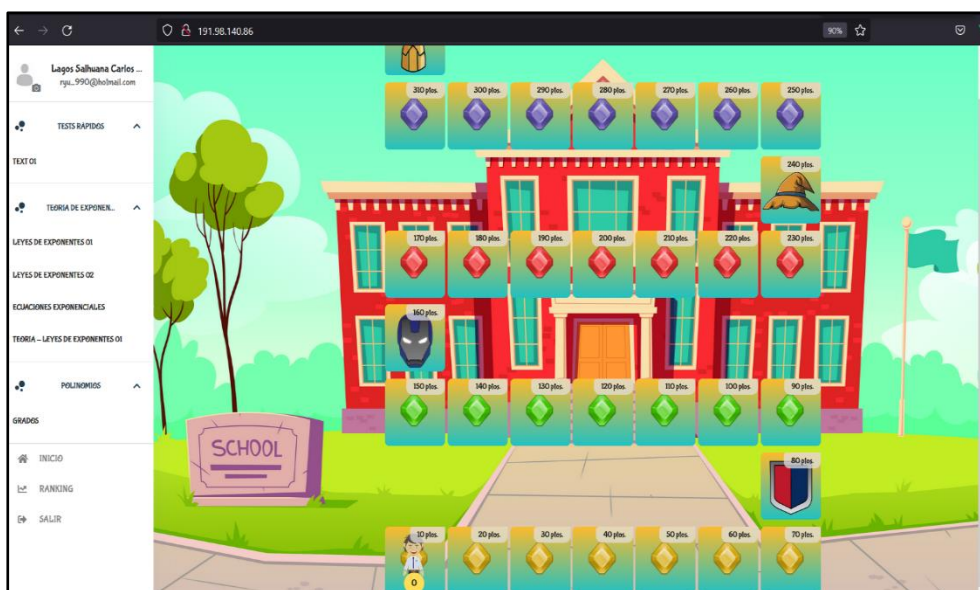 191.98.140.86
90%
Lagos Salhuana Carlos ...
ryu_990@hotmail.com
TESTS RÁPIDOS
TEXT 01
TEORIA DE EXPONEN...
LEYES DE EXPONENTES 01
LEYES DE EXPONENTES 02
ECUACIONES EXPONENCIALES
TEORIA – LEYES DE EXPONENTES 01
POLINOMIOS
GRADOS
INICIO
RANKING
SALIR
310 ptos. 300 ptos. 290 ptos. 280 ptos. 270 ptos. 260 ptos. 250 ptos.
240 ptos.
170 ptos. 180 ptos. 190 ptos. 200 ptos. 210 ptos. 220 ptos. 230 ptos.
160 ptos.
150 ptos. 140 ptos. 130 ptos. 120 ptos. 110 ptos. 100 ptos. 90 ptos.
SCHOOL
80 ptos.
10 ptos. 20 ptos. 30 ptos. 40 ptos. 50 ptos. 60 ptos. 70 ptos.
0